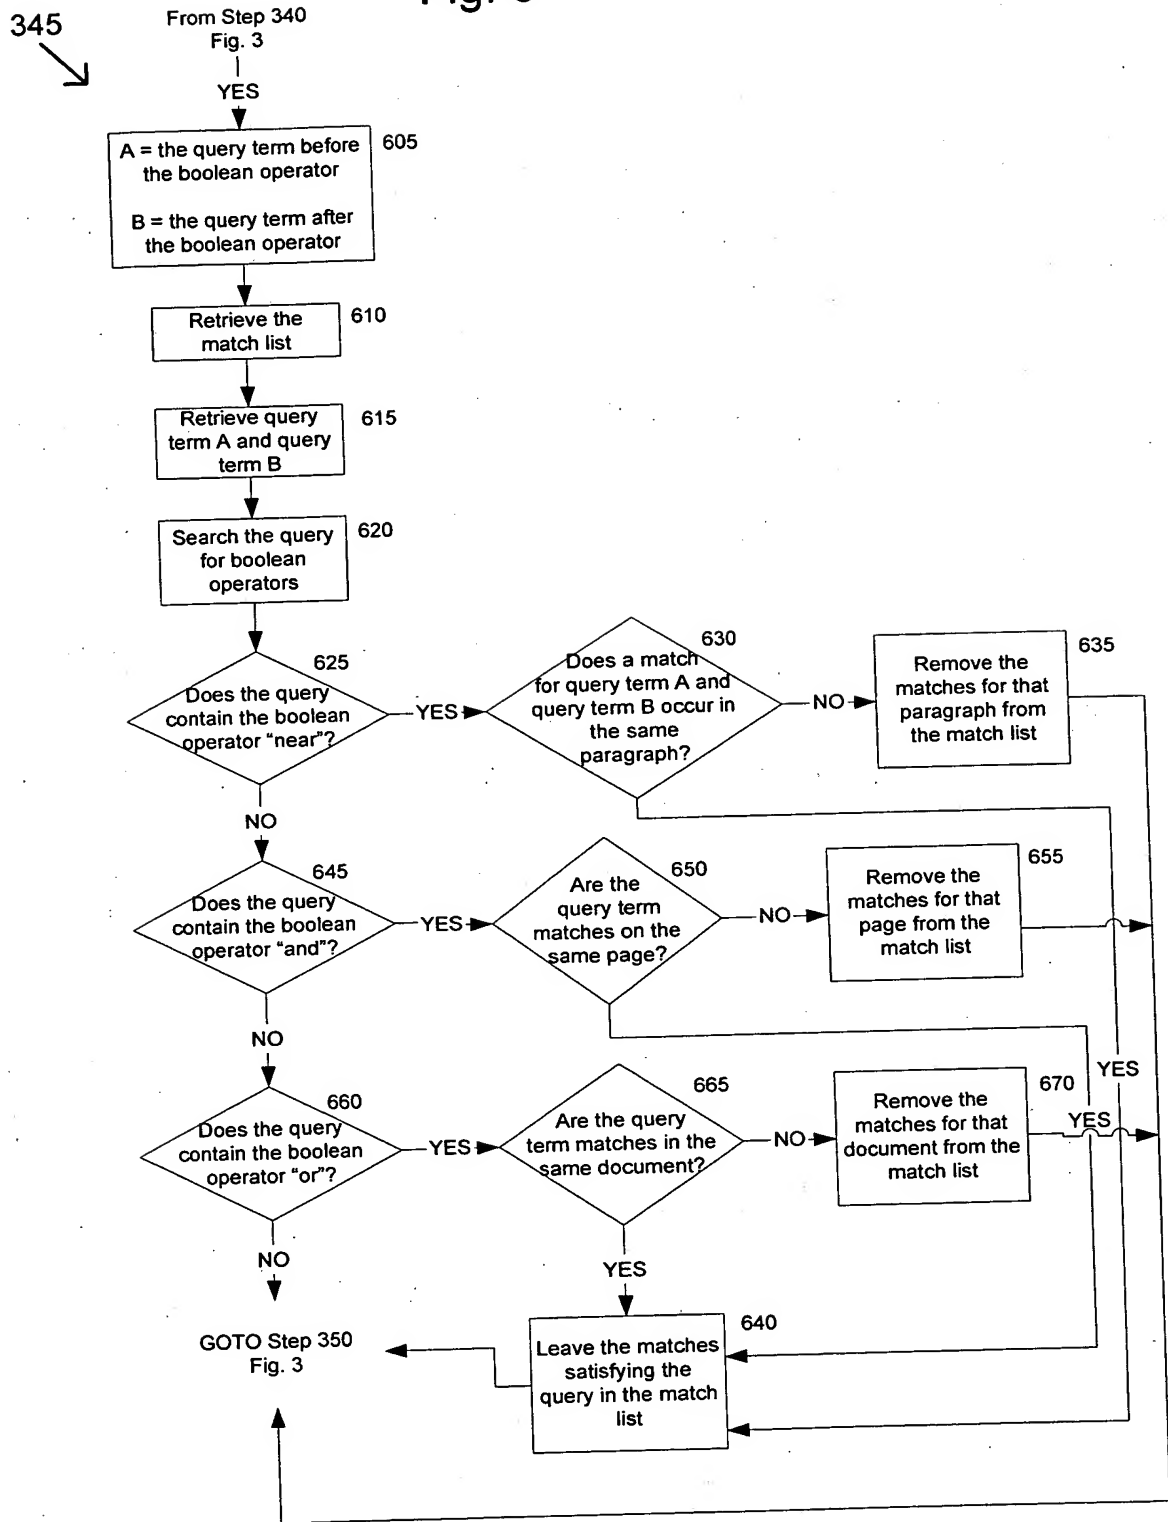 345
From Step 340
Fig. 3
YES
A = the query term before
the boolean operator
B = the query term after
the boolean operator
605
Retrieve the
match list
610
Retrieve query
term A and query
term B
615
Search the query
for boolean
operators
620
625
Does the query
contain the boolean
operator "near"?
YES
630
Does a match
for query term A and
query term B occur in
the same
paragraph?
NO
635
Remove the
matches for that
paragraph from
the match list
NO
645
Does the query
contain the boolean
operator "and"?
YES
650
Are the
query term
matches on the
same page?
NO
655
Remove the
matches for that
page from the
match list
NO
YES
660
Does the query
contain the boolean
operator "or"?
YES
665
Are the query
term matches in the
same document?
NO
670
Remove the
matches for that
document from the
match list
YES
NO
YES
640
Leave the matches
satisfying the
query in the match
list
GOTO Step 350
Fig. 3